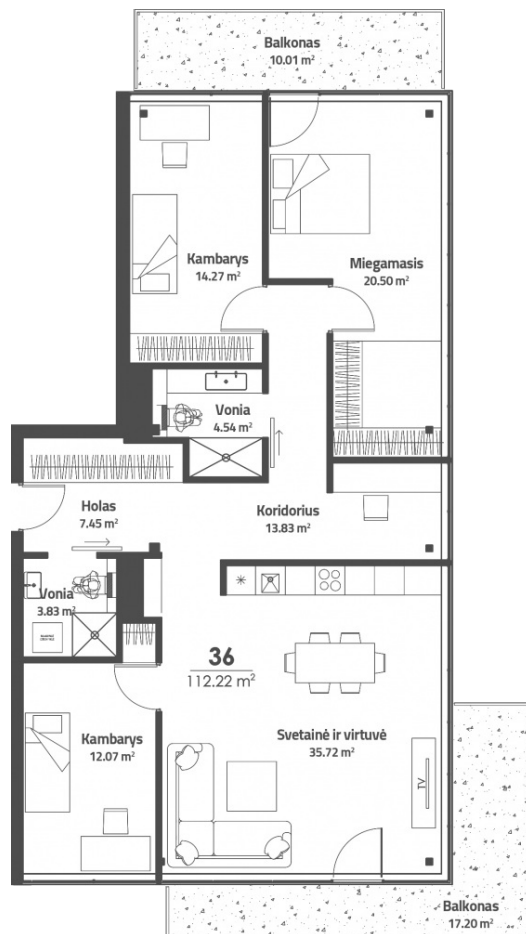 Balkonas
10.01 m²
Kambarys
14.27 m²
Miegamasis
20.50 m²
Vonia
4.54 m²
Holas
7.45 m²
Koridorius
13.83 m²
Vonia
3.83 m²
36
112.22 m²
Kambarys
12.07 m²
Svetainė ir virtuvė
35.72 m²
TV
Balkonas
17.20 m²